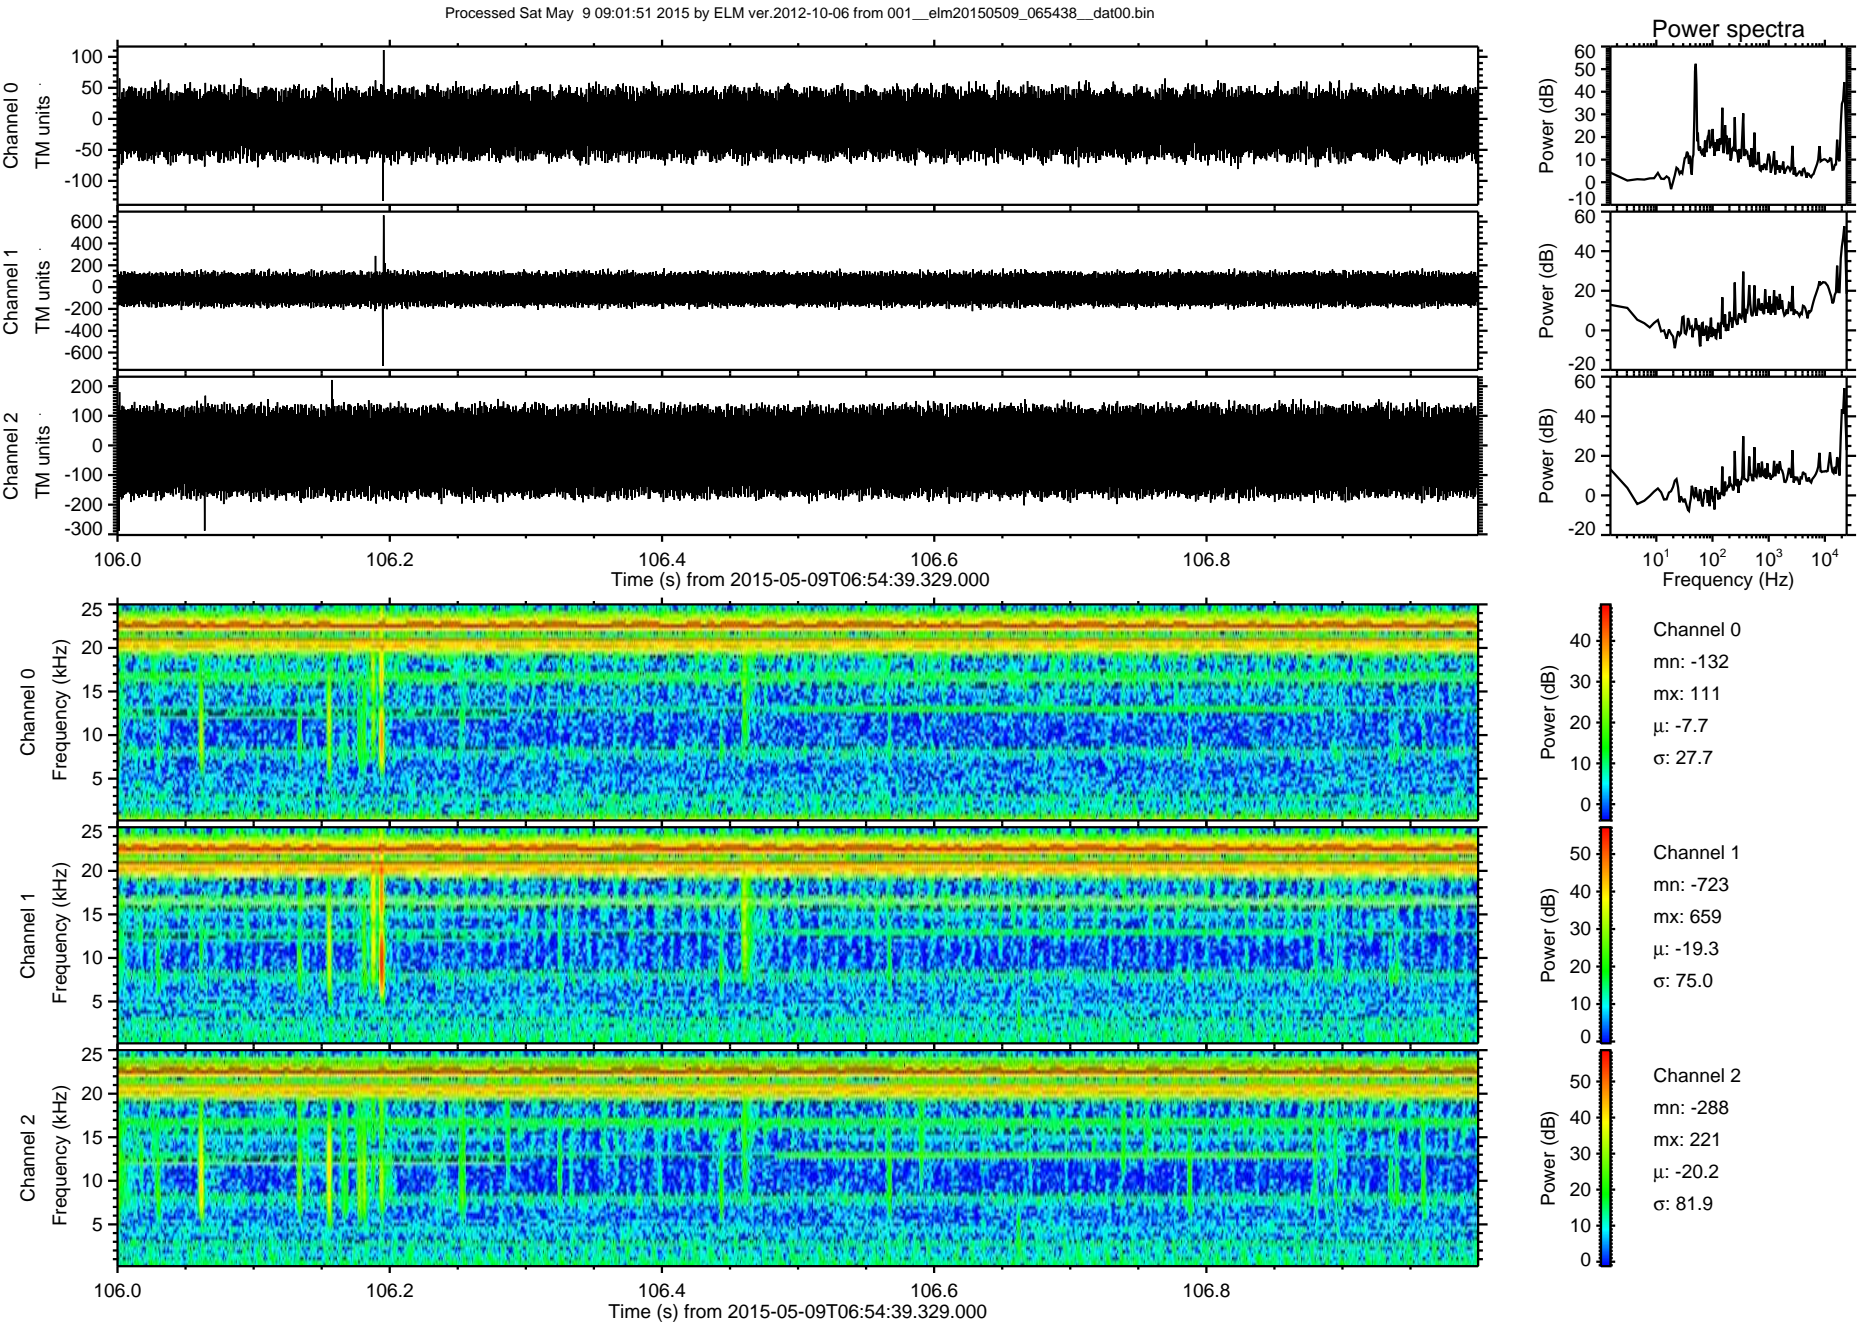 Processed Sat May  9 09:01:51 2015 by ELM ver.2012-10-06 from 001__elm20150509_065438__dat00.bin
Power spectra
Channel 0
TM units
100
50
0
-50
-100
Power (dB)
60
50
40
30
20
10
0
-10
Channel 1
TM units
600
400
200
0
-200
-400
-600
Power (dB)
60
40
20
0
-20
Channel 2
TM units
200
100
0
-100
-200
-300
Power (dB)
60
40
20
0
-20
106.0 106.2 106.4 106.6 106.8
Time (s) from 2015-05-09T06:54:39.329.000
10^1 10^2 10^3 10^4
Frequency (Hz)
Channel 0
Frequency (kHz)
25
20
15
10
5
Power (dB)
40
30
20
10
0
Channel 0
mn: -132
mx: 111
µ: -7.7
σ: 27.7
Channel 1
Frequency (kHz)
25
20
15
10
5
Power (dB)
50
40
30
20
10
0
Channel 1
mn: -723
mx: 659
µ: -19.3
σ: 75.0
Channel 2
Frequency (kHz)
25
20
15
10
5
Power (dB)
50
40
30
20
10
0
Channel 2
mn: -288
mx: 221
µ: -20.2
σ: 81.9
106.0 106.2 106.4 106.6 106.8
Time (s) from 2015-05-09T06:54:39.329.000